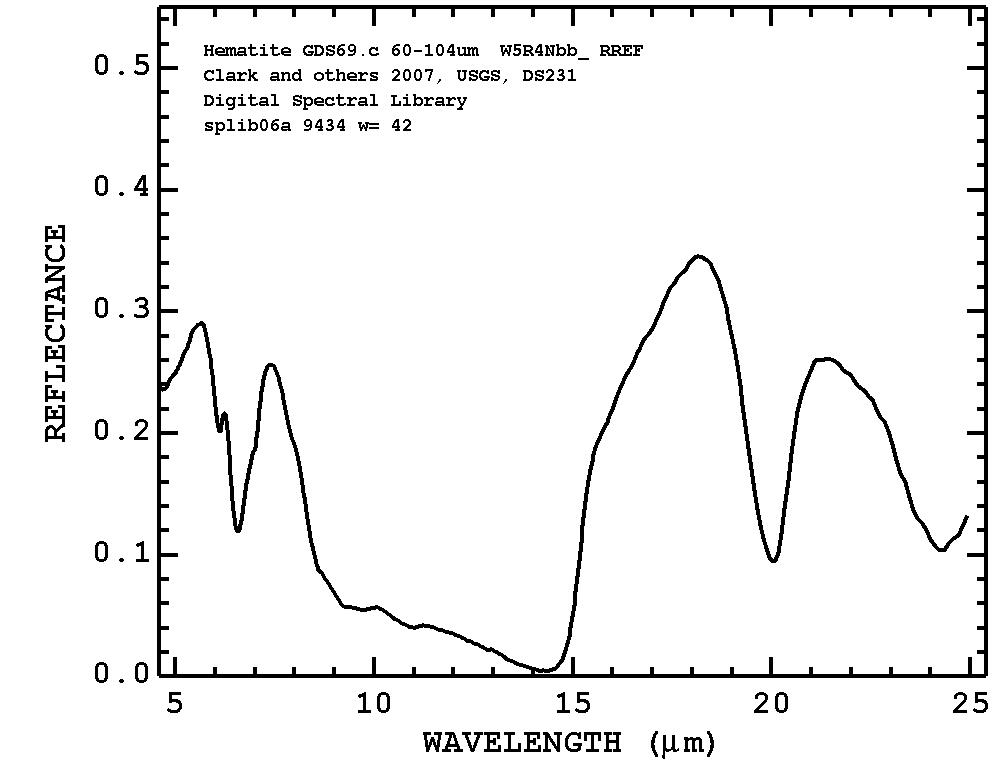 Hematite GDS69.c 60-104um W5R4Nbb_ RREF
Clark and others 2007, USGS, DS231
Digital Spectral Library
splib06a 9434 w= 42
REFLECTANCE
0.5
0.4
0.3
0.2
0.1
0.0
5 10 15 20 25
WAVELENGTH (μm)